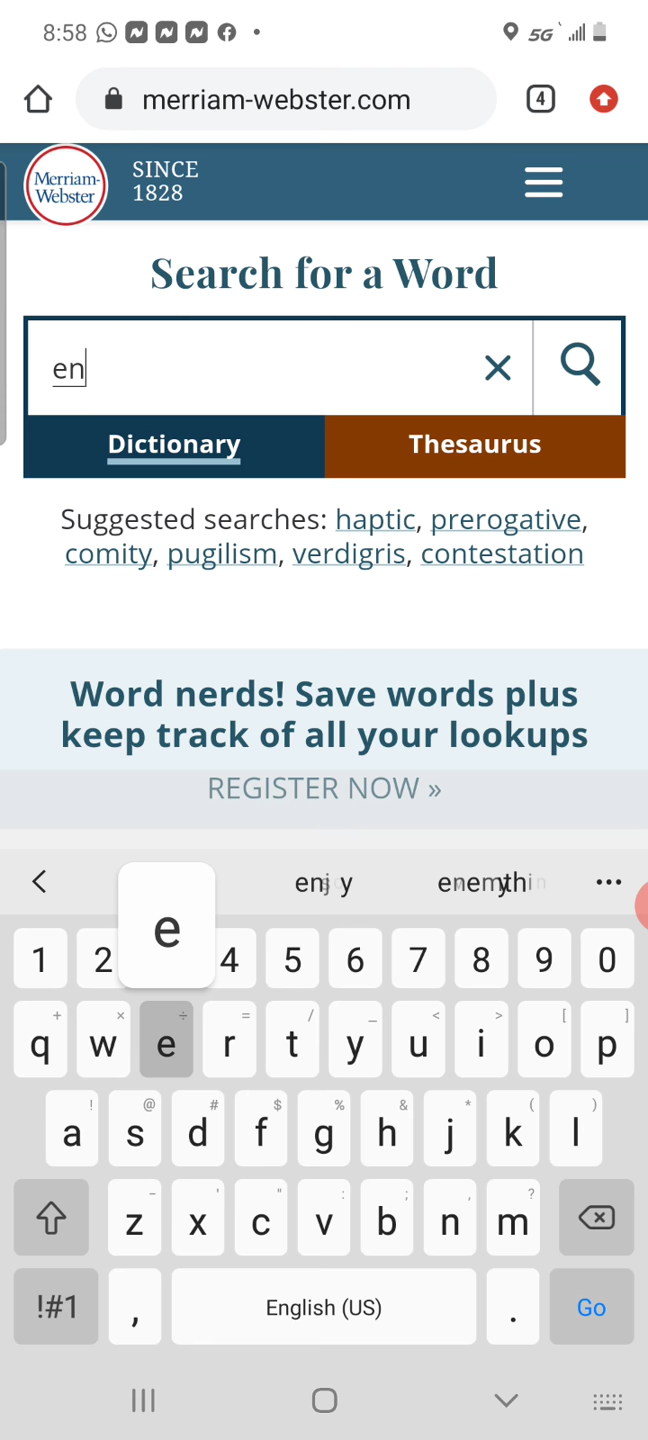 8:58 5G
merriam-webster.com 4
Merriam-
Webster
SINCE
1828
Search for a Word
en
Dictionary Thesaurus
Suggested searches: haptic, prerogative,
comity, pugilism, verdigris, contestation
Word nerds! Save words plus
keep track of all your lookups
REGISTER NOW »
e
1 2 4 5 6 7 8 9 0
+ × ÷ = / _ < > [ ]
q w e r t y u i o p
! @ # $ % & * ( )
a s d f g h j k l
- ' " : ; , ?
z x c v b n m
!#1 , English (US) . Go